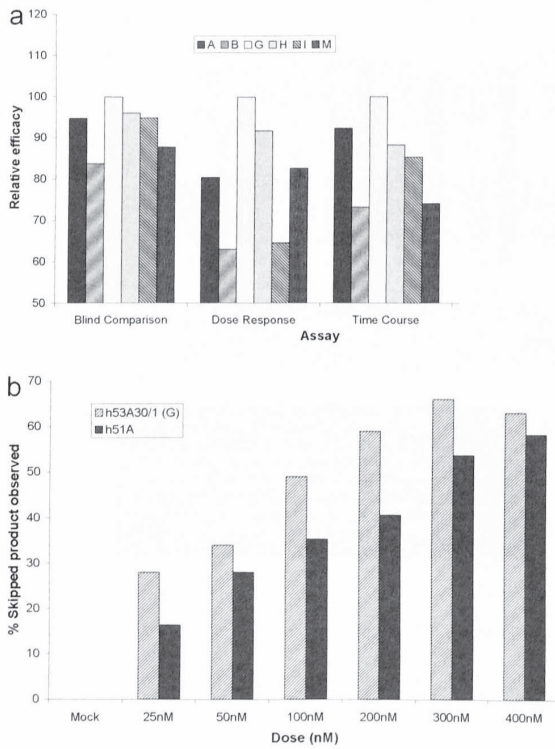 a
120
110
100
90
80
70
60
50
Relative efficacy
A B G H I M
Blind Comparison Dose Response Time Course
Assay
b
70
60
50
40
30
20
10
0
% Skipped product observed
h53A30/1 (G)
h51A
Mock 25nM 50nM 100nM 200nM 300nM 400nM
Dose (nM)